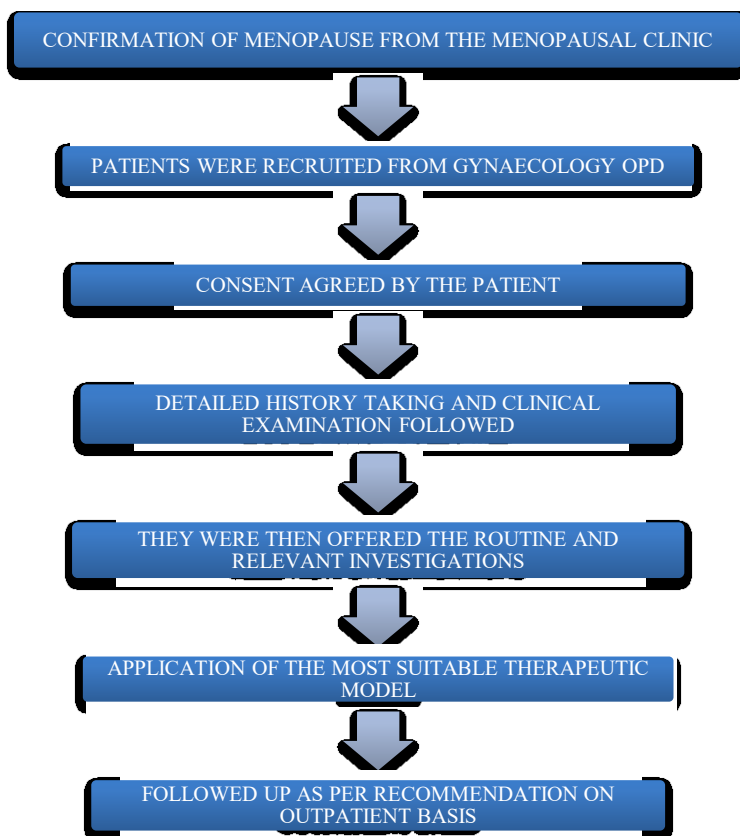 CONFIRMATION OF MENOPAUSE FROM THE MENOPAUSAL CLINIC
PATIENTS WERE RECRUITED FROM GYNAECOLOGY OPD
CONSENT AGREED BY THE PATIENT
DETAILED HISTORY TAKING AND CLINICAL
EXAMINATION FOLLOWED
THEY WERE THEN OFFERED THE ROUTINE AND
RELEVANT INVESTIGATIONS
APPLICATION OF THE MOST SUITABLE THERAPEUTIC
MODEL
FOLLOWED UP AS PER RECOMMENDATION ON
OUTPATIENT BASIS